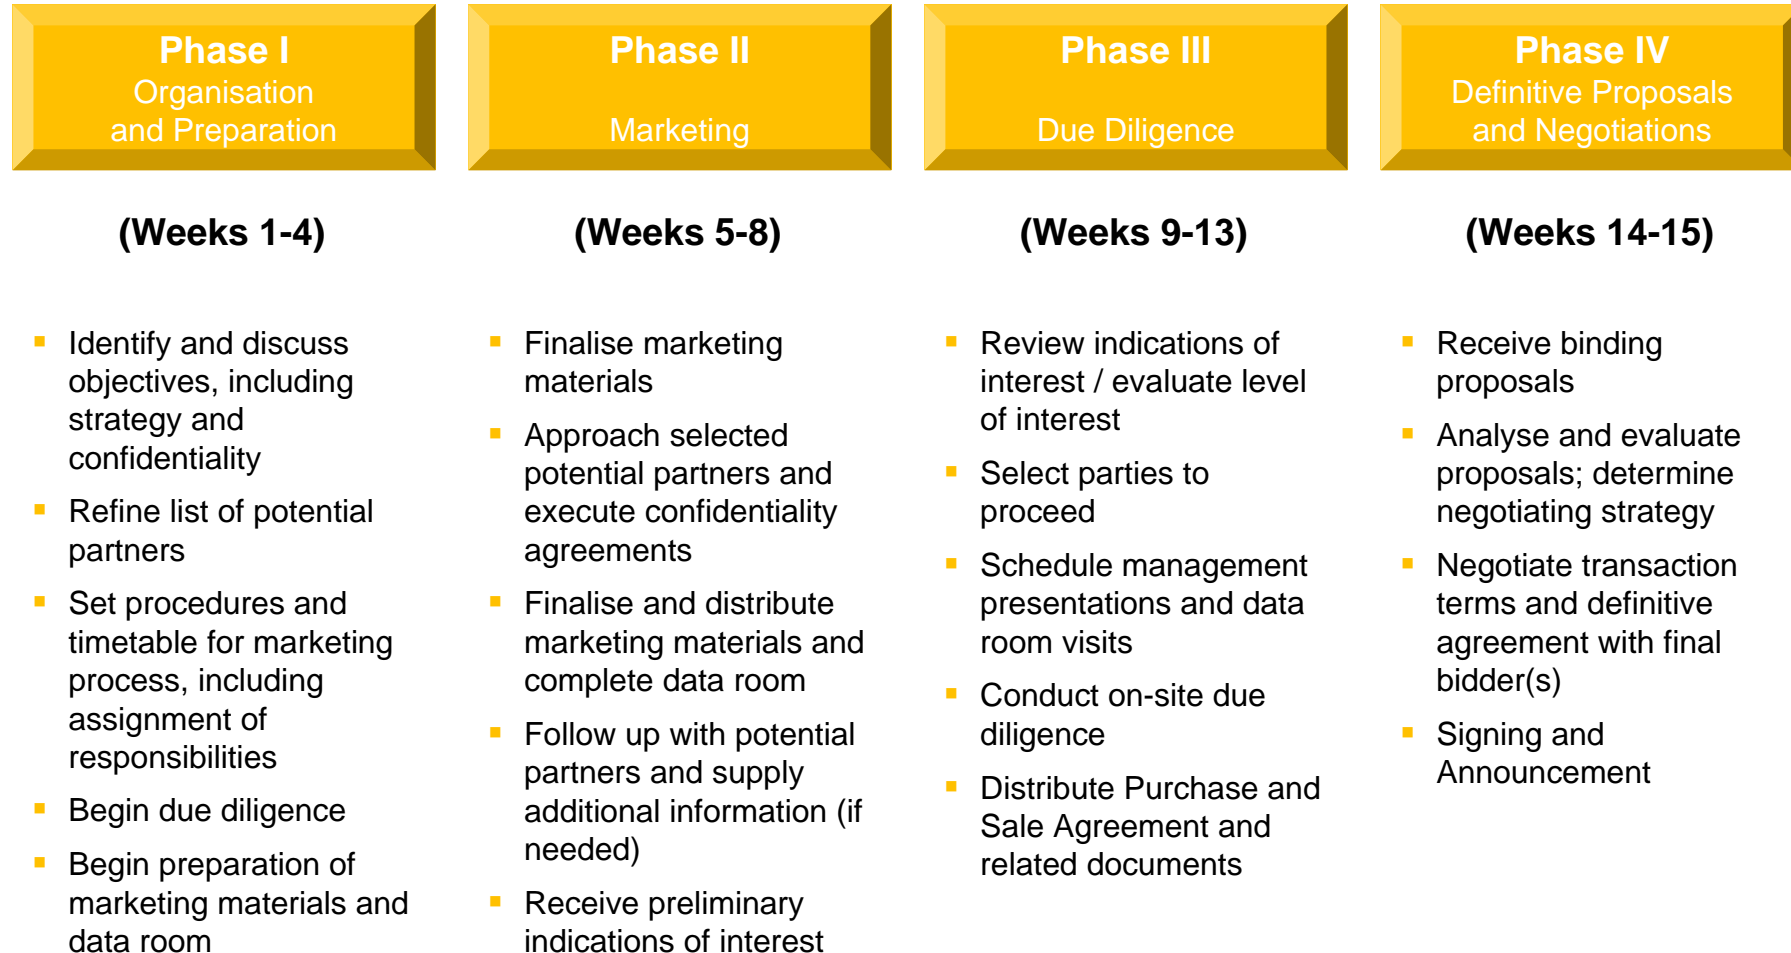 Phase I
Organisation
and Preparation
(Weeks 1-4)
▪ Identify and discuss
objectives, including
strategy and
confidentiality
▪ Refine list of potential
partners
▪ Set procedures and
timetable for marketing
process, including
assignment of
responsibilities
▪ Begin due diligence
▪ Begin preparation of
marketing materials and
data room
Phase II
Marketing
(Weeks 5-8)
▪ Finalise marketing
materials
▪ Approach selected
potential partners and
execute confidentiality
agreements
▪ Finalise and distribute
marketing materials and
complete data room
▪ Follow up with potential
partners and supply
additional information (if
needed)
▪ Receive preliminary
indications of interest
Phase III
Due Diligence
(Weeks 9-13)
▪ Review indications of
interest / evaluate level
of interest
▪ Select parties to
proceed
▪ Schedule management
presentations and data
room visits
▪ Conduct on-site due
diligence
▪ Distribute Purchase and
Sale Agreement and
related documents
Phase IV
Definitive Proposals
and Negotiations
(Weeks 14-15)
▪ Receive binding
proposals
▪ Analyse and evaluate
proposals; determine
negotiating strategy
▪ Negotiate transaction
terms and definitive
agreement with final
bidder(s)
▪ Signing and
Announcement